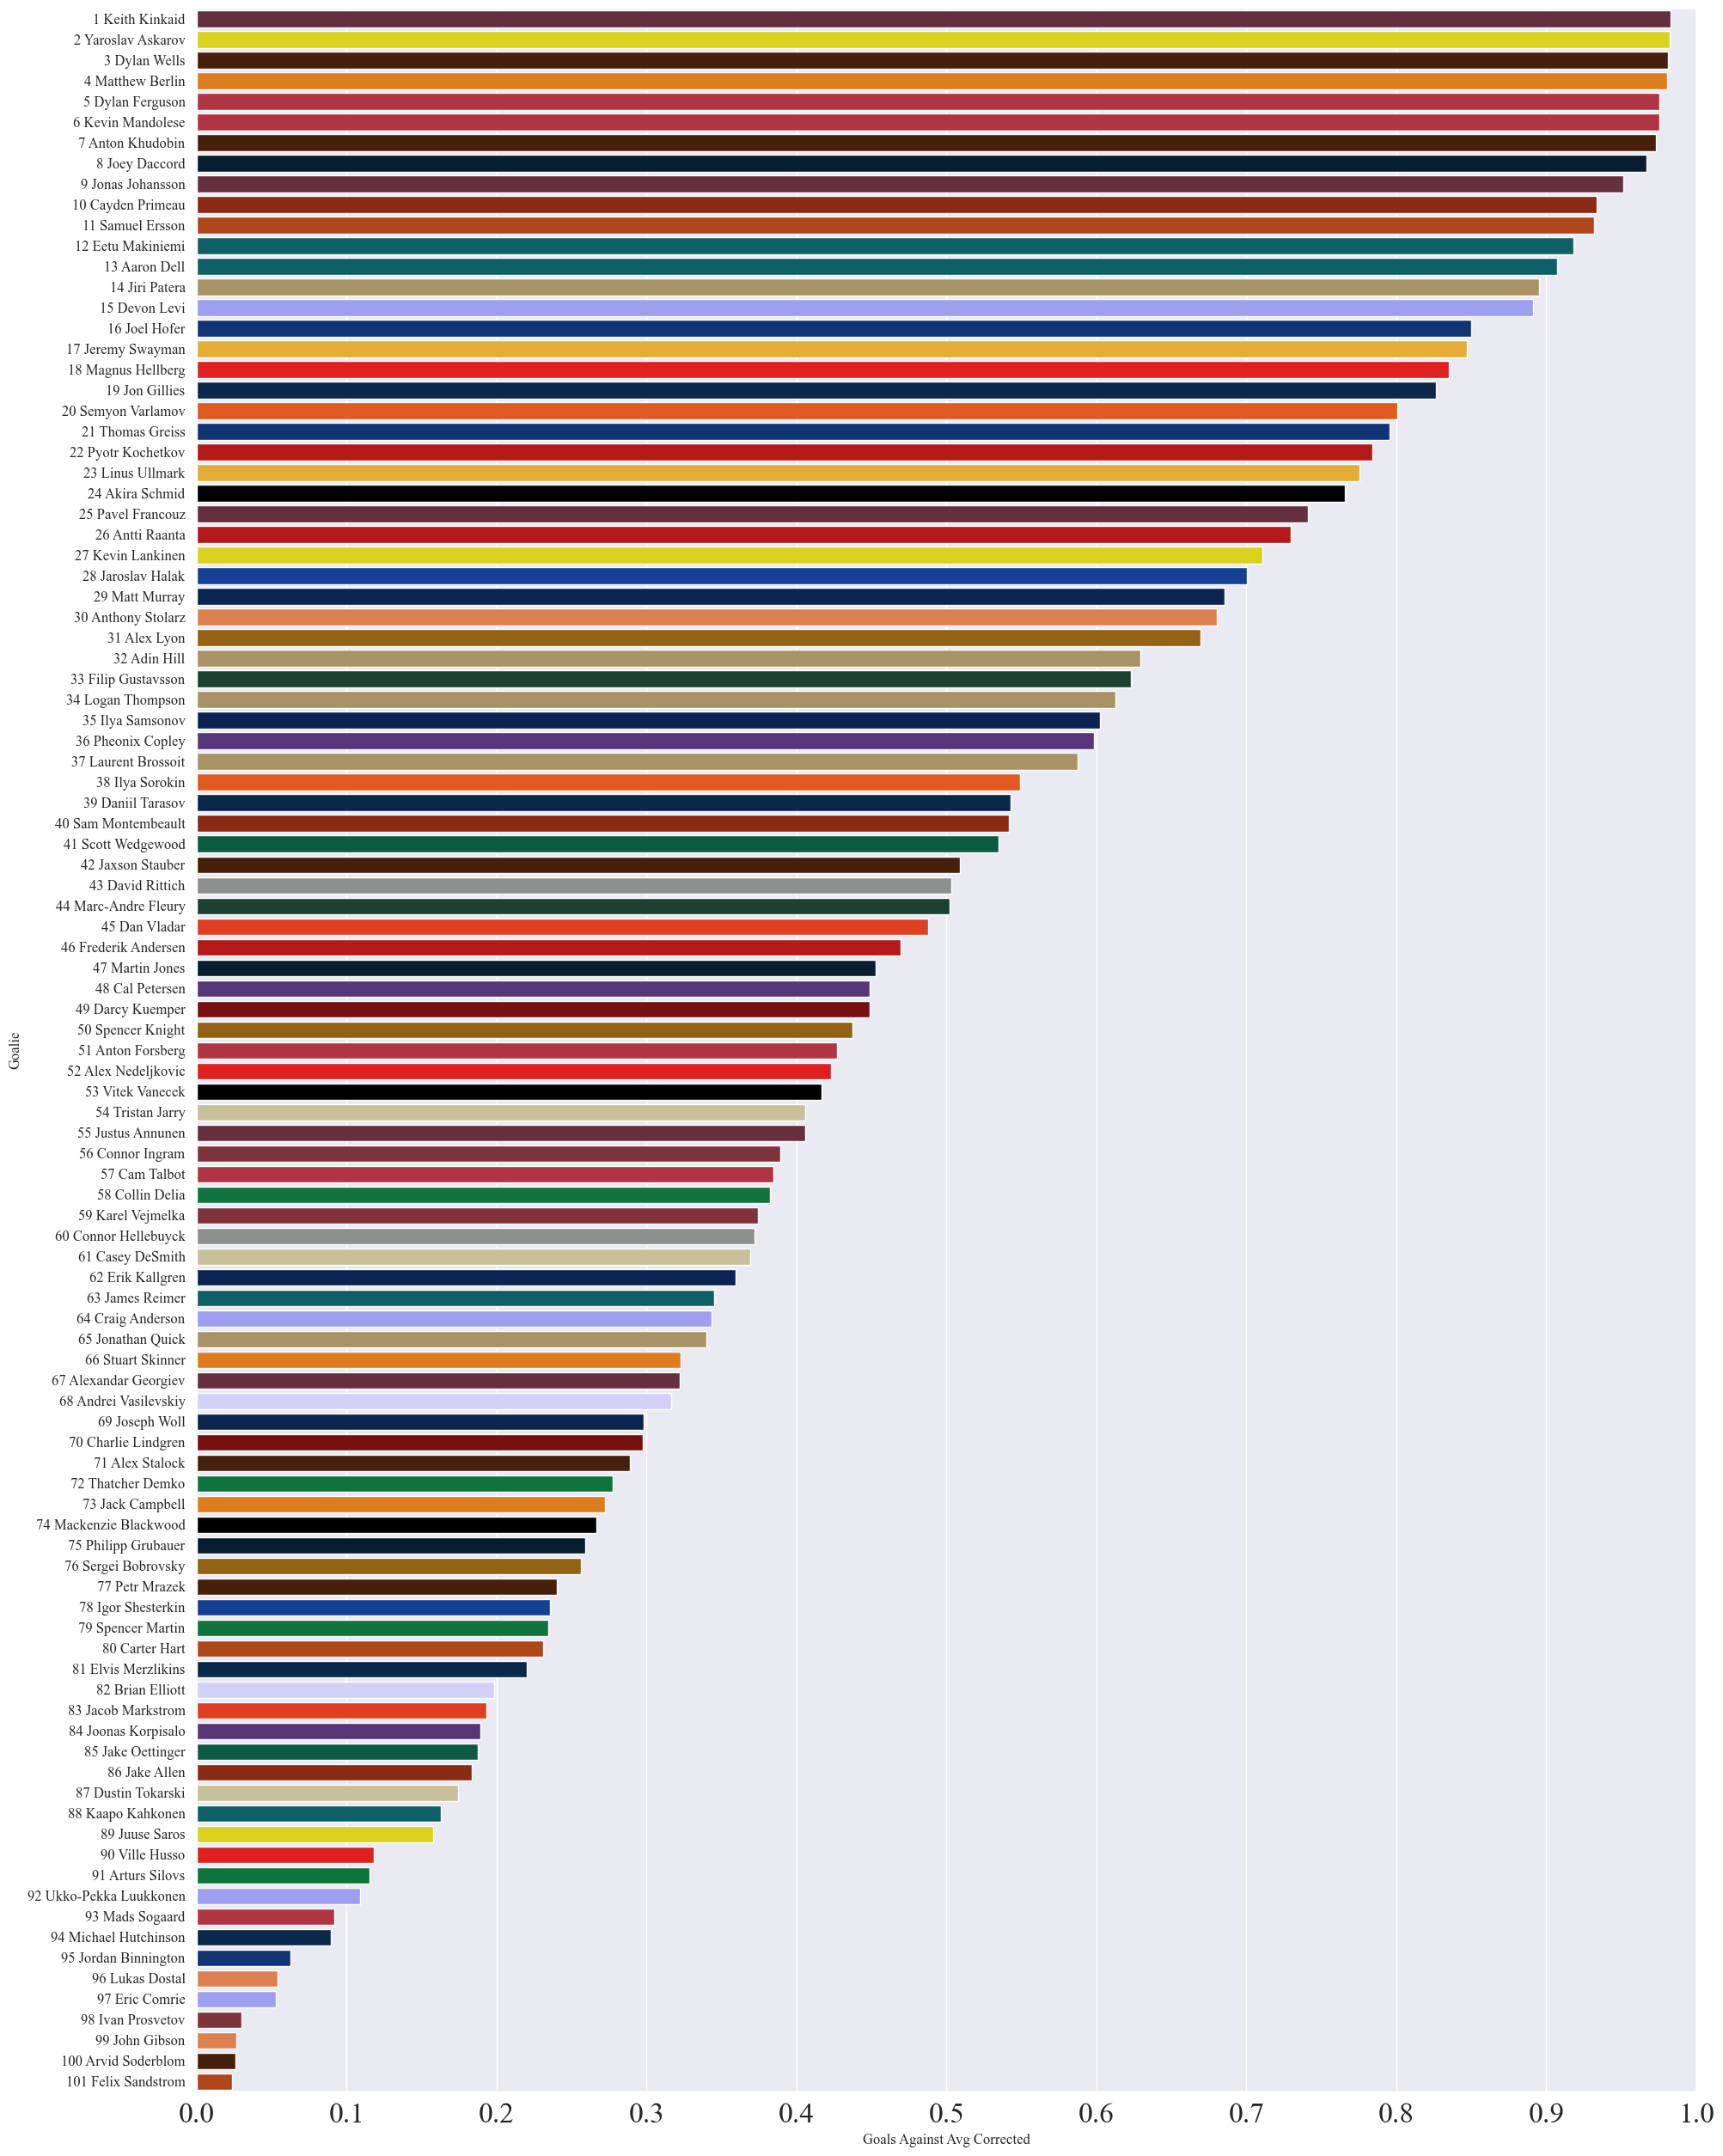 1 Keith Kinkaid
2 Yaroslav Askarov
3 Dylan Wells
4 Matthew Berlin
5 Dylan Ferguson
6 Kevin Mandolese
7 Anton Khudobin
8 Joey Daccord
9 Jonas Johansson
10 Cayden Primeau
11 Samuel Ersson
12 Eetu Makiniemi
13 Aaron Dell
14 Jiri Patera
15 Devon Levi
16 Joel Hofer
17 Jeremy Swayman
18 Magnus Hellberg
19 Jon Gillies
20 Semyon Varlamov
21 Thomas Greiss
22 Pyotr Kochetkov
23 Linus Ullmark
24 Akira Schmid
25 Pavel Francouz
26 Antti Raanta
27 Kevin Lankinen
28 Jaroslav Halak
29 Matt Murray
30 Anthony Stolarz
31 Alex Lyon
32 Adin Hill
33 Filip Gustavsson
34 Logan Thompson
35 Ilya Samsonov
36 Pheonix Copley
37 Laurent Brossoit
38 Ilya Sorokin
39 Daniil Tarasov
40 Sam Montembeault
41 Scott Wedgewood
42 Jaxson Stauber
43 David Rittich
44 Marc-Andre Fleury
45 Dan Vladar
46 Frederik Andersen
47 Martin Jones
48 Cal Petersen
49 Darcy Kuemper
50 Spencer Knight
51 Anton Forsberg
52 Alex Nedeljkovic
53 Vitek Vanecek
54 Tristan Jarry
55 Justus Annunen
56 Connor Ingram
57 Cam Talbot
58 Collin Delia
59 Karel Vejmelka
60 Connor Hellebuyck
61 Casey DeSmith
62 Erik Kallgren
63 James Reimer
64 Craig Anderson
65 Jonathan Quick
66 Stuart Skinner
67 Alexandar Georgiev
68 Andrei Vasilevskiy
69 Joseph Woll
70 Charlie Lindgren
71 Alex Stalock
72 Thatcher Demko
73 Jack Campbell
74 Mackenzie Blackwood
75 Philipp Grubauer
76 Sergei Bobrovsky
77 Petr Mrazek
78 Igor Shesterkin
79 Spencer Martin
80 Carter Hart
81 Elvis Merzlikins
82 Brian Elliott
83 Jacob Markstrom
84 Joonas Korpisalo
85 Jake Oettinger
86 Jake Allen
87 Dustin Tokarski
88 Kaapo Kahkonen
89 Juuse Saros
90 Ville Husso
91 Arturs Silovs
92 Ukko-Pekka Luukkonen
93 Mads Sogaard
94 Michael Hutchinson
95 Jordan Binnington
96 Lukas Dostal
97 Eric Comrie
98 Ivan Prosvetov
99 John Gibson
100 Arvid Soderblom
101 Felix Sandstrom
Goalie
0.0 0.1 0.2 0.3 0.4 0.5 0.6 0.7 0.8 0.9 1.0
Goals Against Avg Corrected